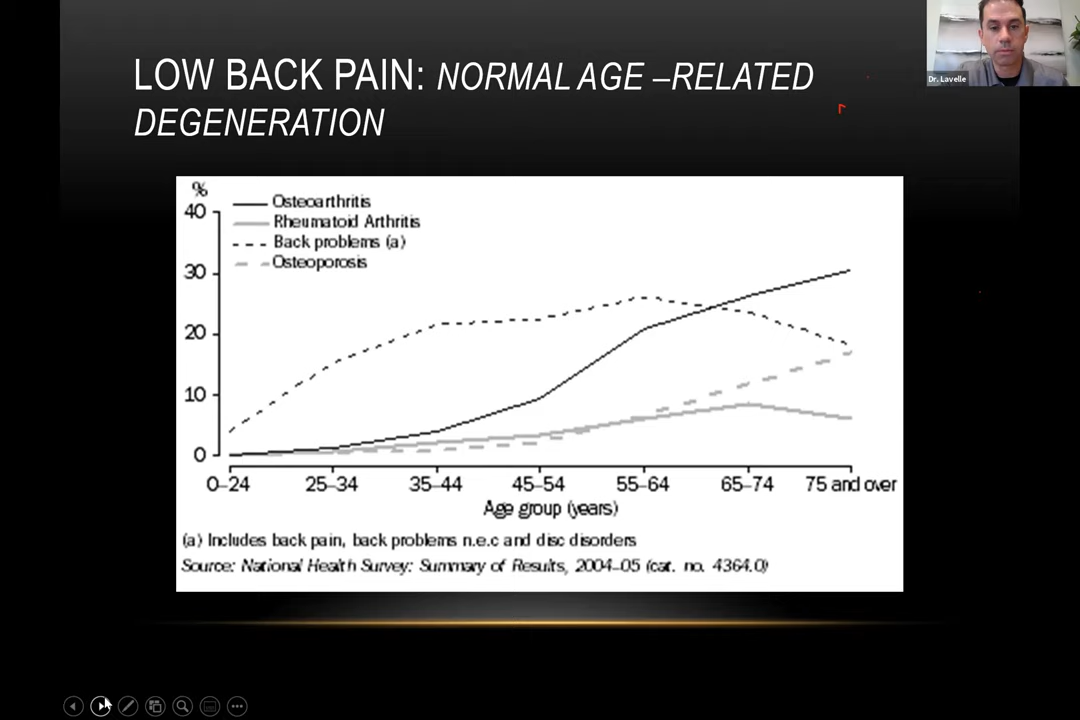 Dr. Lavelle
LOW BACK PAIN: NORMAL AGE –RELATED
DEGENERATION
%
40
30
20
10
0
Osteoarthritis
Rheumatoid Arthritis
Back problems (a)
Osteoporosis
0–24 25–34 35–44 45–54 55–64 65–74 75 and over
Age group (years)
(a) Includes back pain, back problems n.e.c and disc disorders
Source: National Health Survey: Summary of Results, 2004–05 (cat. no. 4364.0)